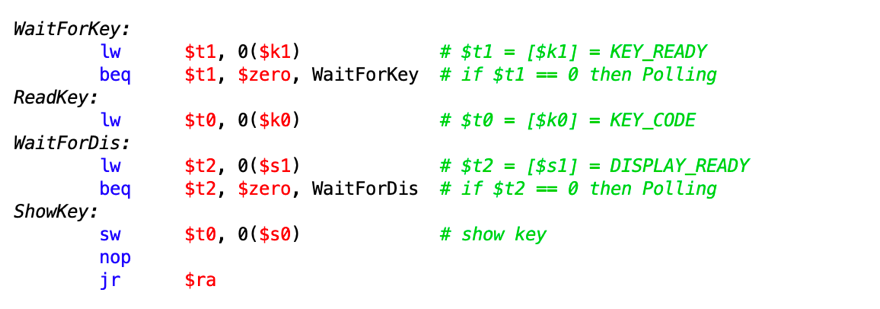 WaitForKey:
lw $t1, 0($k1) # $t1 = [$k1] = KEY_READY
beq $t1, $zero, WaitForKey # if $t1 == 0 then Polling
ReadKey:
lw $t0, 0($k0) # $t0 = [$k0] = KEY_CODE
WaitForDis:
lw $t2, 0($s1) # $t2 = [$s1] = DISPLAY_READY
beq $t2, $zero, WaitForDis # if $t2 == 0 then Polling
ShowKey:
sw $t0, 0($s0) # show key
nop
jr $ra